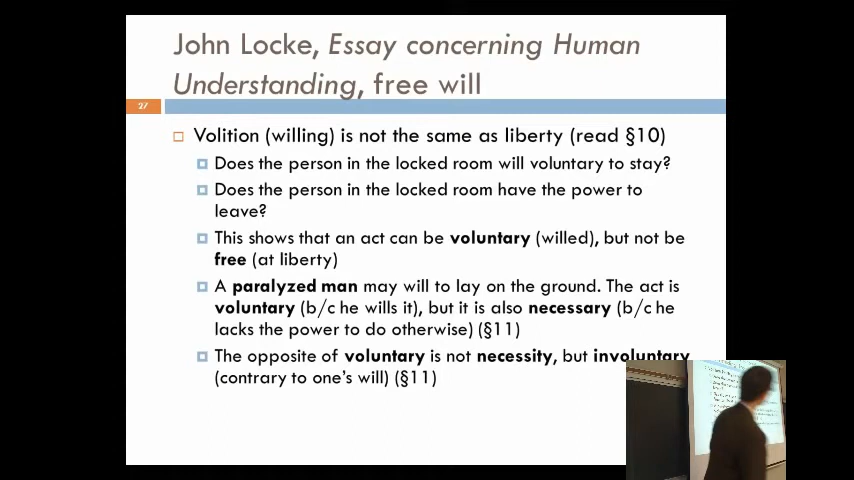 John Locke, Essay concerning Human
Understanding, free will
27
Volition (willing) is not the same as liberty (read §10)
Does the person in the locked room will voluntary to stay?
Does the person in the locked room have the power to
leave?
This shows that an act can be voluntary (willed), but not be
free (at liberty)
A paralyzed man may will to lay on the ground. The act is
voluntary (b/c he wills it), but it is also necessary (b/c he
lacks the power to do otherwise) (§11)
The opposite of voluntary is not necessity, but involuntary
(contrary to one's will) (§11)